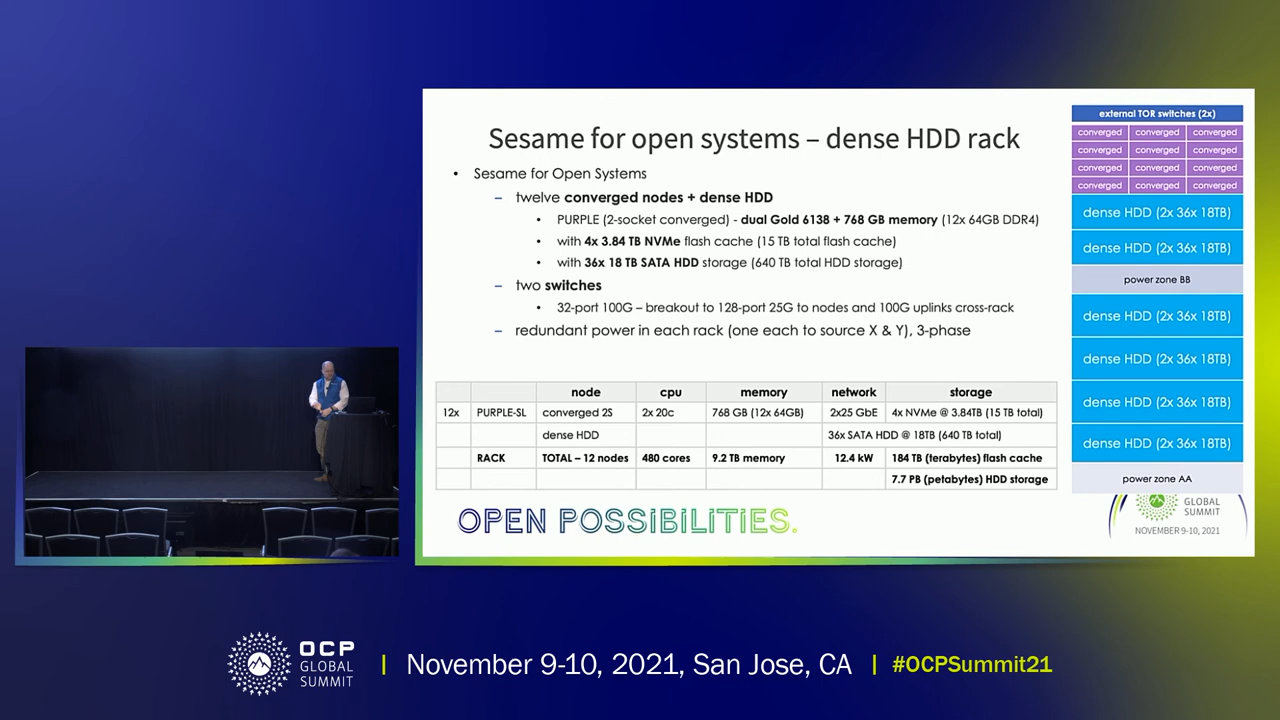 Sesame for open systems – dense HDD rack
• Sesame for Open Systems
– twelve converged nodes + dense HDD
• PURPLE (2-socket converged) - dual Gold 6138 + 768 GB memory (12x 64GB DDR4)
• with 4x 3.84 TB NVMe flash cache (15 TB total flash cache)
• with 36x 18 TB SATA HDD storage (640 TB total HDD storage)
– two switches
• 32-port 100G – breakout to 128-port 25G to nodes and 100G uplinks cross-rack
– redundant power in each rack (one each to source X & Y), 3-phase
node cpu memory network storage
12x PURPLE-SL converged 2S 2x 20c 768 GB (12x 64GB) 2x25 GbE 4x NVMe @ 3.84TB (15 TB total)
dense HDD 36x SATA HDD @ 18TB (640 TB total)
RACK TOTAL – 12 nodes 480 cores 9.2 TB memory 12.4 kW 184 TB (terabytes) flash cache
7.7 PB (petabytes) HDD storage
external TOR switches (2x)
converged converged converged
converged converged converged
converged converged converged
converged converged converged
dense HDD (2x 36x 18TB)
dense HDD (2x 36x 18TB)
power zone BB
dense HDD (2x 36x 18TB)
dense HDD (2x 36x 18TB)
dense HDD (2x 36x 18TB)
dense HDD (2x 36x 18TB)
power zone AA
OPEN POSSIBILITIES.
GLOBAL
SUMMIT
NOVEMBER 9-10, 2021
OCP
GLOBAL
SUMMIT
November 9-10, 2021, San Jose, CA
#OCPSummit21